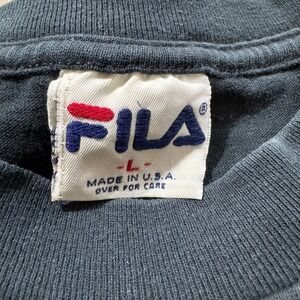 FILA®
-L-
MADE IN U.S.A.
OVER FOR CARE